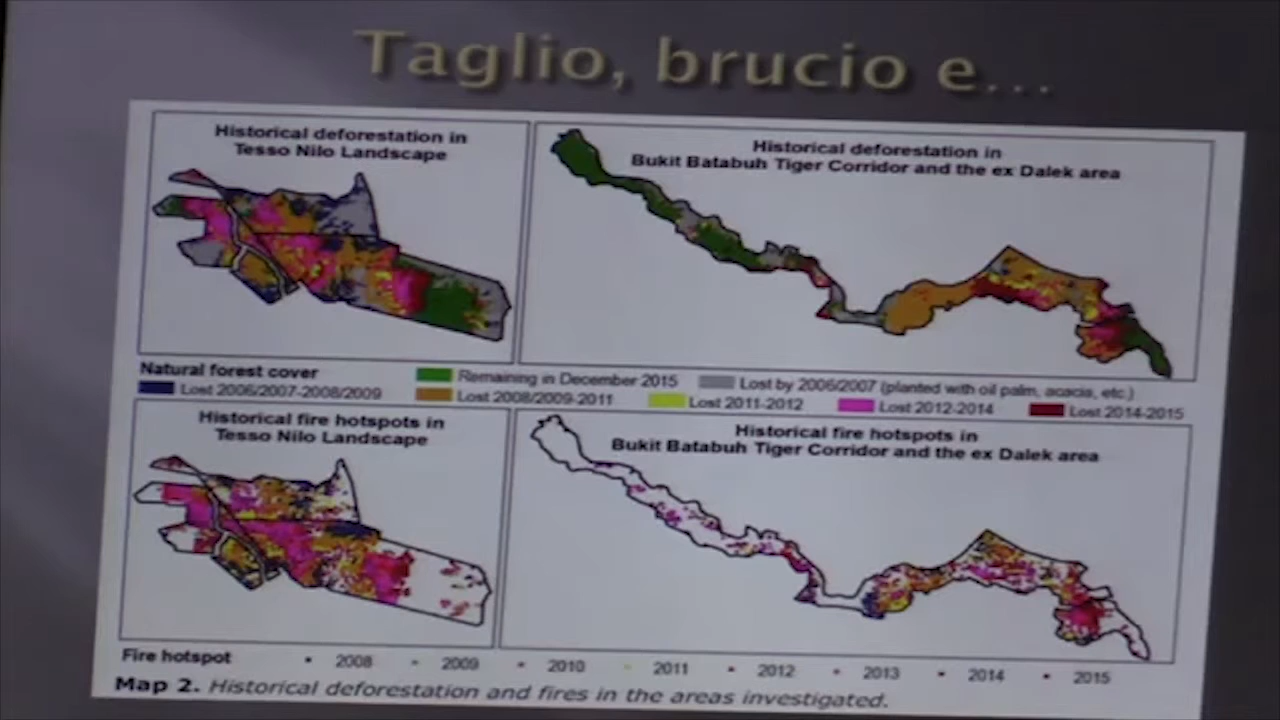 Taglio, brucio e...
Historical deforestation in
Tesso Nilo Landscape
Historical deforestation in
Bukit Batabuh Tiger Corridor and the ex Dalek area
Natural forest cover
Remaining in December 2015
Lost by 2006/2007 (planted with oil palm, acacia, etc.)
Lost 2006/2007-2008/2009
Lost 2008/2009-2011
Lost 2011-2012
Lost 2012-2014
Lost 2014-2015
Historical fire hotspots in
Tesso Nilo Landscape
Historical fire hotspots in
Bukit Batabuh Tiger Corridor and the ex Dalek area
Fire hotspot 2008 2009 2010 2011 2012 2013 2014 2015
Map 2. Historical deforestation and fires in the areas investigated.